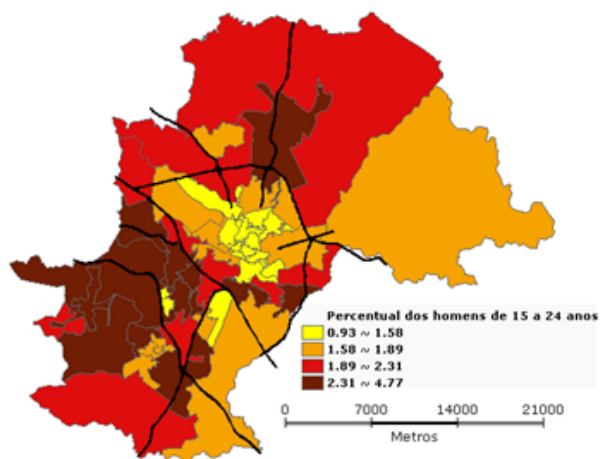 Percentual dos homens de 15 a 24 anos
0.93 ~ 1.58
1.58 ~ 1.89
1.89 ~ 2.31
2.31 ~ 4.77
0 7000 14000 21000
Metros